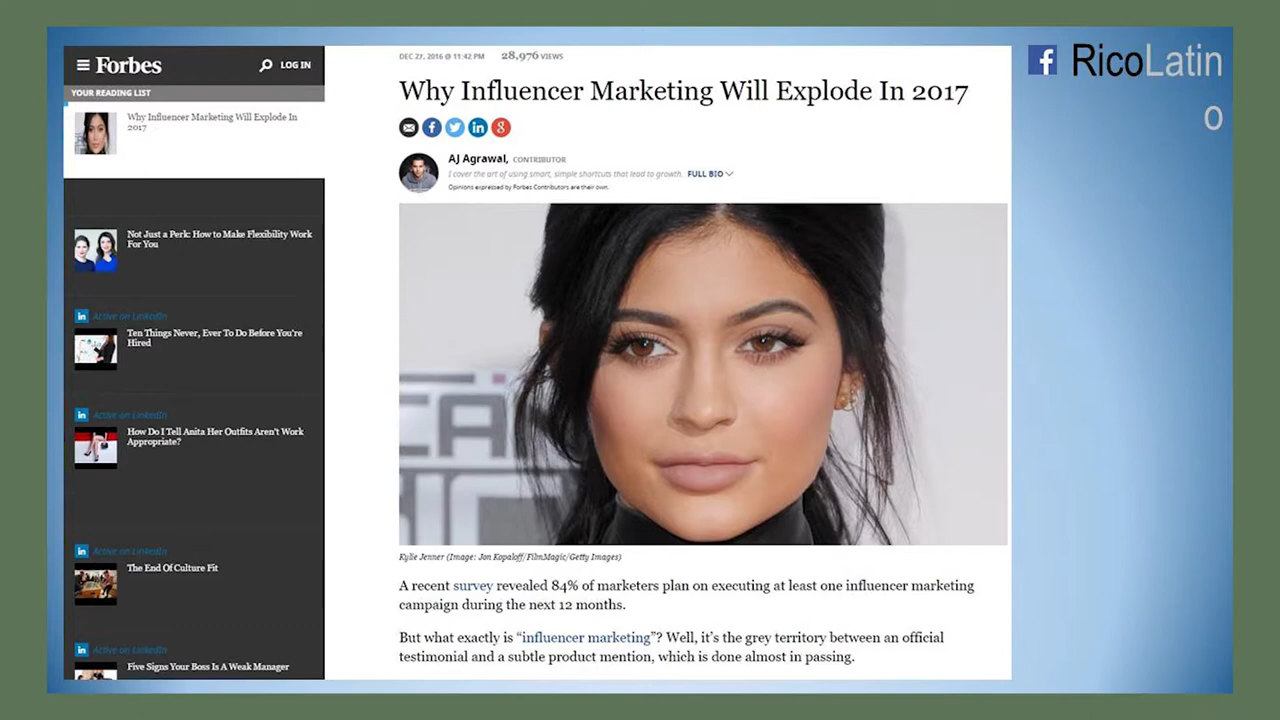 Forbes
LOG IN
YOUR READING LIST
Why Influencer Marketing Will Explode In
2017
Not Just a Perk: How to Make Flexibility Work
For You
in Active on LinkedIn
Ten Things Never, Ever To Do Before You're
Hired
in Active on LinkedIn
How Do I Tell Anita Her Outfits Aren't Work
Appropriate?
in Active on LinkedIn
The End Of Culture Fit
in Active on LinkedIn
Five Signs Your Boss Is A Weak Manager
DEC 27, 2016 @ 11:42 PM 28,976 VIEWS
Why Influencer Marketing Will Explode In 2017
AJ Agrawal, CONTRIBUTOR
I cover the art of using smart, simple shortcuts that lead to growth. FULL BIO
Opinions expressed by Forbes Contributors are their own.
Kylie Jenner (Image: Jon Kopaloff/FilmMagic/Getty Images)
A recent survey revealed 84% of marketers plan on executing at least one influencer marketing
campaign during the next 12 months.
But what exactly is “influencer marketing”? Well, it's the grey territory between an official
testimonial and a subtle product mention, which is done almost in passing.
f RicoLatin
o